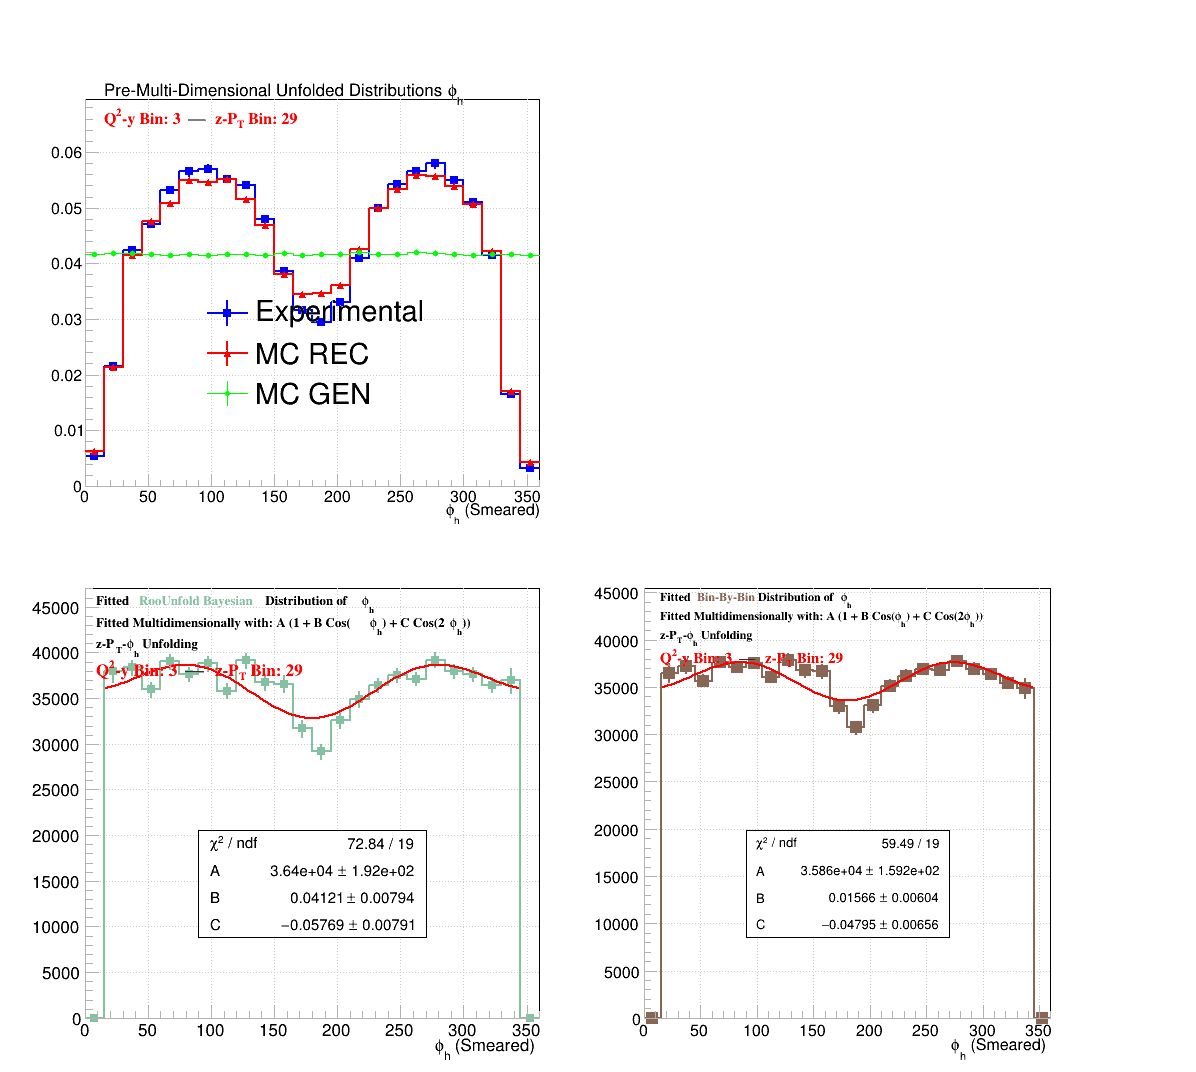 Pre-Multi-Dimensional Unfolded Distributions ϕh
Q²-y Bin: 3 — z-PT Bin: 29
0.06
0.05
0.04
0.03
0.02
0.01
0
Experimental
MC REC
MC GEN
0 50 100 150 200 250 300 350
ϕh (Smeared)
Fitted RooUnfold Bayesian Distribution of ϕh
Fitted Multidimensionally with: A (1 + B Cos( ϕh) + C Cos(2 ϕh))
z-PT-ϕh Unfolding
Q²-y Bin: 3 — z-PT Bin: 29
45000
40000
35000
30000
25000
20000
15000
10000
5000
0
χ² / ndf 72.84 / 19
A 3.64e+04 ± 1.92e+02
B 0.04121 ± 0.00794
C −0.05769 ± 0.00791
0 50 100 150 200 250 300 350
ϕh (Smeared)
Fitted Bin-By-Bin Distribution of ϕh
Fitted Multidimensionally with: A (1 + B Cos(ϕh) + C Cos(2ϕh))
z-PT-ϕh Unfolding
Q²-y Bin: 3 — z-PT Bin: 29
45000
40000
35000
30000
25000
20000
15000
10000
5000
0
χ² / ndf 59.49 / 19
A 3.586e+04 ± 1.592e+02
B 0.01566 ± 0.00604
C −0.04795 ± 0.00656
0 50 100 150 200 250 300 350
ϕh (Smeared)